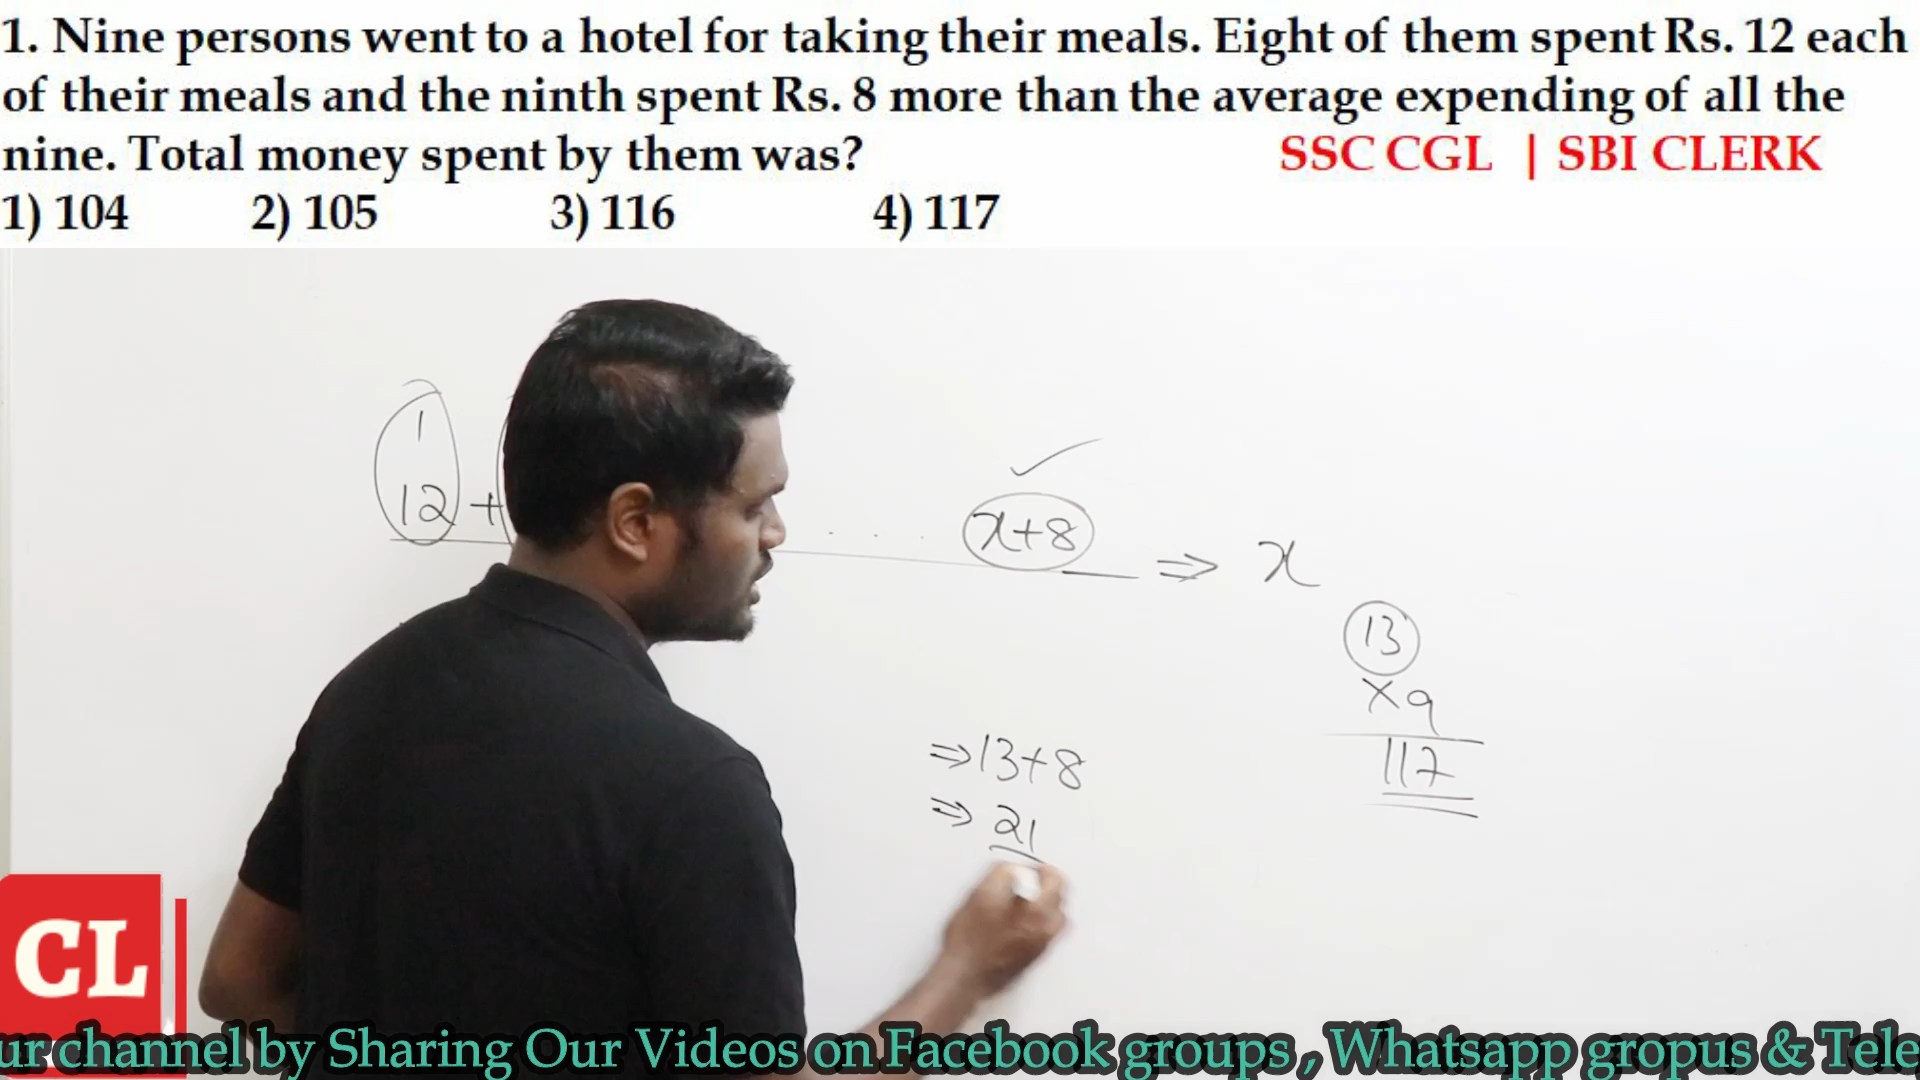 1. Nine persons went to a hotel for taking their meals. Eight of them spent Rs. 12 each
of their meals and the ninth spent Rs. 8 more than the average expending of all the
nine. Total money spent by them was?
SSC CGL | SBI CLERK
1) 104 2) 105 3) 116 4) 117
1
12 + . . . x+8 ⇒ x
13
x9
117
⇒ 13+8
⇒ 21
CL
ur channel by Sharing Our Videos on Facebook groups , Whatsapp gropus & Tele